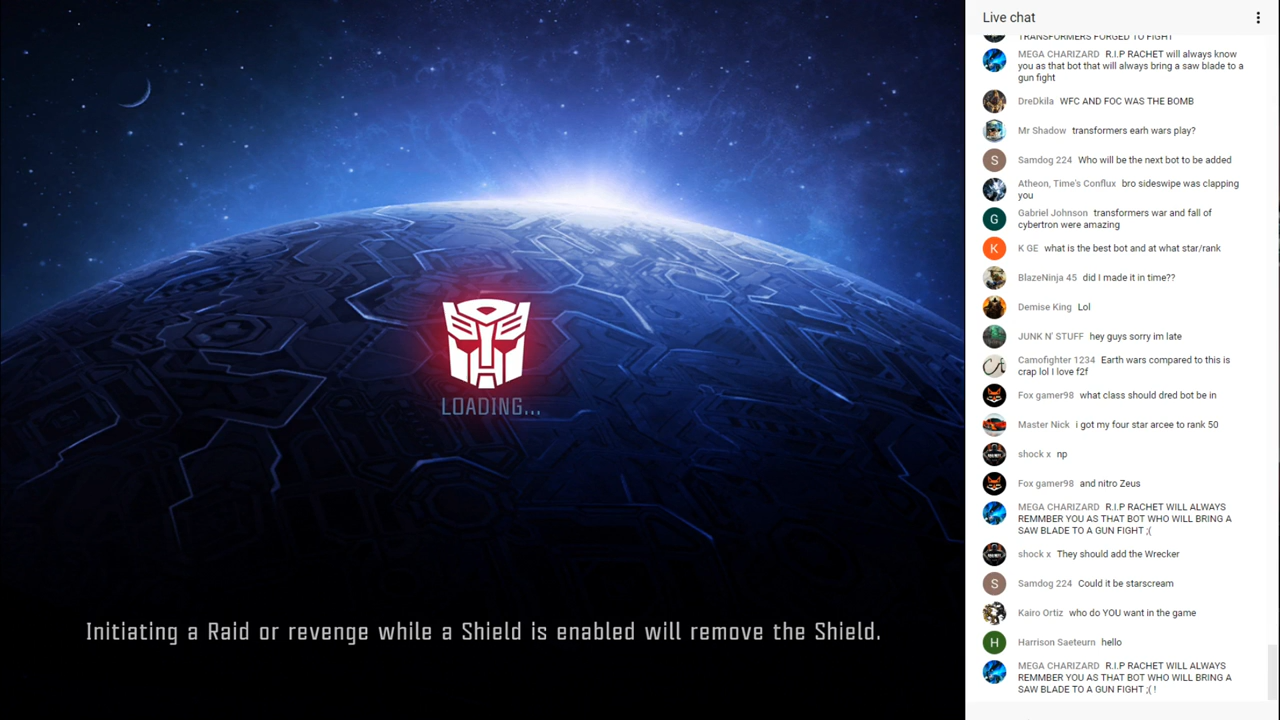 LOADING...
Initiating a Raid or revenge while a Shield is enabled will remove the Shield.
Live chat
TRANSFORMERS FORGED TO FIGHT
MEGA CHARIZARD R.I.P RACHET will always know
you as that bot that will always bring a saw blade to a
gun fight
DreDkila WFC AND FOC WAS THE BOMB
Mr Shadow transformers earh wars play?
S
Samdog 224 Who will be the next bot to be added
Atheon, Time's Conflux bro sideswipe was clapping
you
G
Gabriel Johnson transformers war and fall of
cybertron were amazing
K
K GE what is the best bot and at what star/rank
BlazeNinja 45 did I made it in time??
Demise King Lol
JUNK N' STUFF hey guys sorry im late
Camofighter 1234 Earth wars compared to this is
crap lol I love f2f
Fox gamer98 what class should dred bot be in
Master Nick i got my four star arcee to rank 50
shock x np
Fox gamer98 and nitro Zeus
MEGA CHARIZARD R.I.P RACHET WILL ALWAYS
REMMBER YOU AS THAT BOT WHO WILL BRING A
SAW BLADE TO A GUN FIGHT ;(
shock x They should add the Wrecker
S
Samdog 224 Could it be starscream
Kairo Ortiz who do YOU want in the game
H
Harrison Saeteurn hello
MEGA CHARIZARD R.I.P RACHET WILL ALWAYS
REMMBER YOU AS THAT BOT WHO WILL BRING A
SAW BLADE TO A GUN FIGHT ;( !